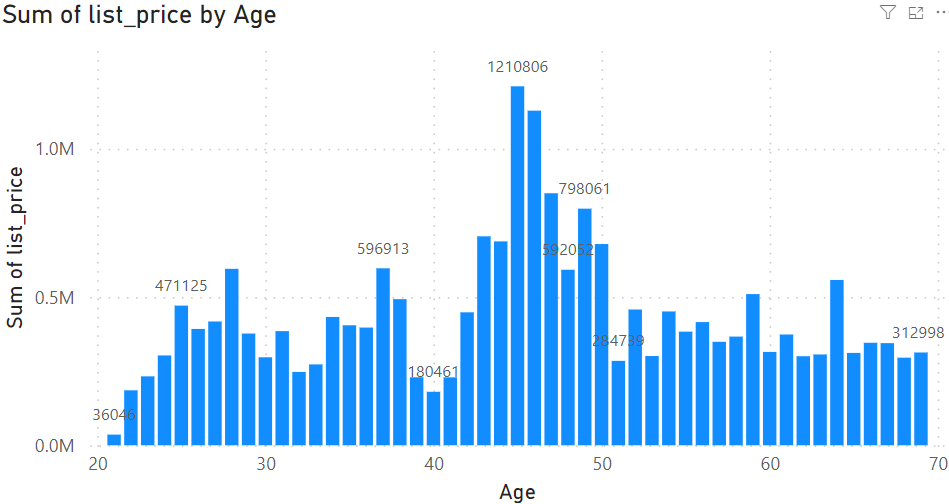 Sum of list_price by Age
1210806
1.0M
798061
596913
592052
0.5M
471125
284739
312998
180461
36046
0.0M
20 30 40 50 60 70
Sum of list_price
Age